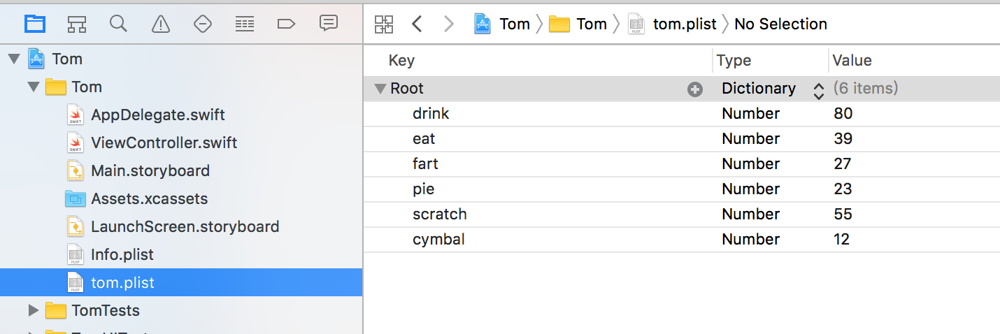 Tom Tom tom.plist No Selection
Tom
Tom
AppDelegate.swift
ViewController.swift
Main.storyboard
Assets.xcassets
LaunchScreen.storyboard
Info.plist
tom.plist
TomTests
Key Type Value
Root Dictionary (6 items)
drink Number 80
eat Number 39
fart Number 27
pie Number 23
scratch Number 55
cymbal Number 12